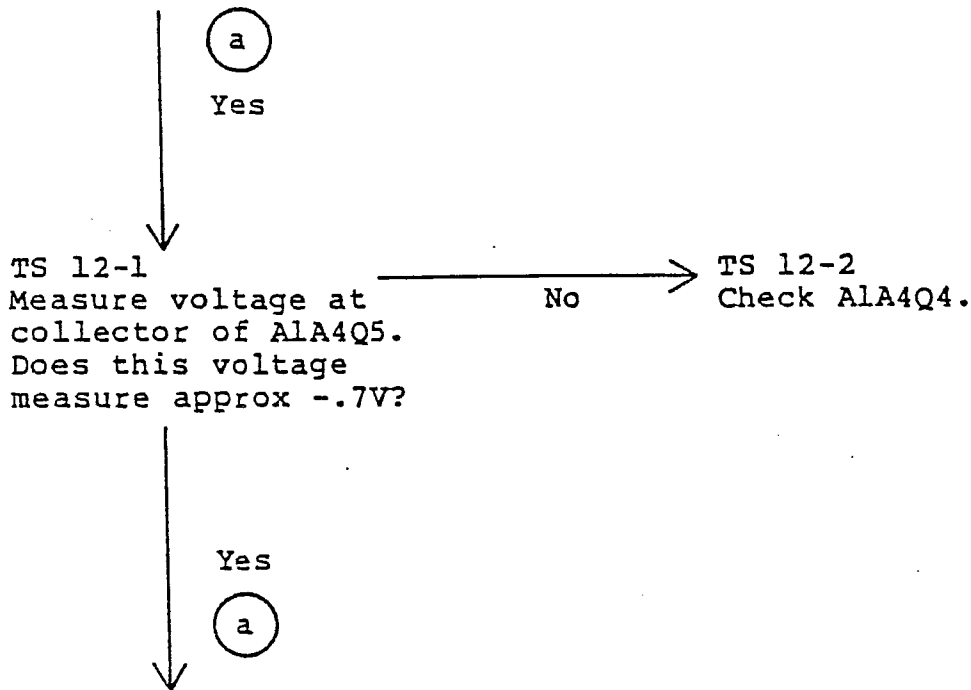 a
Yes
TS 12-1
Measure voltage at
collector of A1A4Q5.
Does this voltage
measure approx -.7V?
No
TS 12-2
Check A1A4Q4.
Yes
a